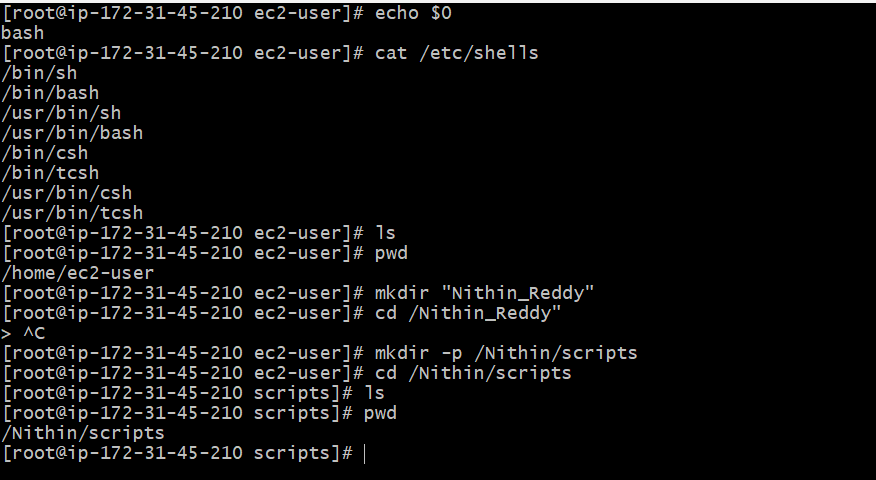 [root@ip-172-31-45-210 ec2-user]# echo $0
bash
[root@ip-172-31-45-210 ec2-user]# cat /etc/shells
/bin/sh
/bin/bash
/usr/bin/sh
/usr/bin/bash
/bin/csh
/bin/tcsh
/usr/bin/csh
/usr/bin/tcsh
[root@ip-172-31-45-210 ec2-user]# ls
[root@ip-172-31-45-210 ec2-user]# pwd
/home/ec2-user
[root@ip-172-31-45-210 ec2-user]# mkdir "Nithin_Reddy"
[root@ip-172-31-45-210 ec2-user]# cd /Nithin_Reddy"
> ^C
[root@ip-172-31-45-210 ec2-user]# mkdir -p /Nithin/scripts
[root@ip-172-31-45-210 ec2-user]# cd /Nithin/scripts
[root@ip-172-31-45-210 scripts]# ls
[root@ip-172-31-45-210 scripts]# pwd
/Nithin/scripts
[root@ip-172-31-45-210 scripts]#